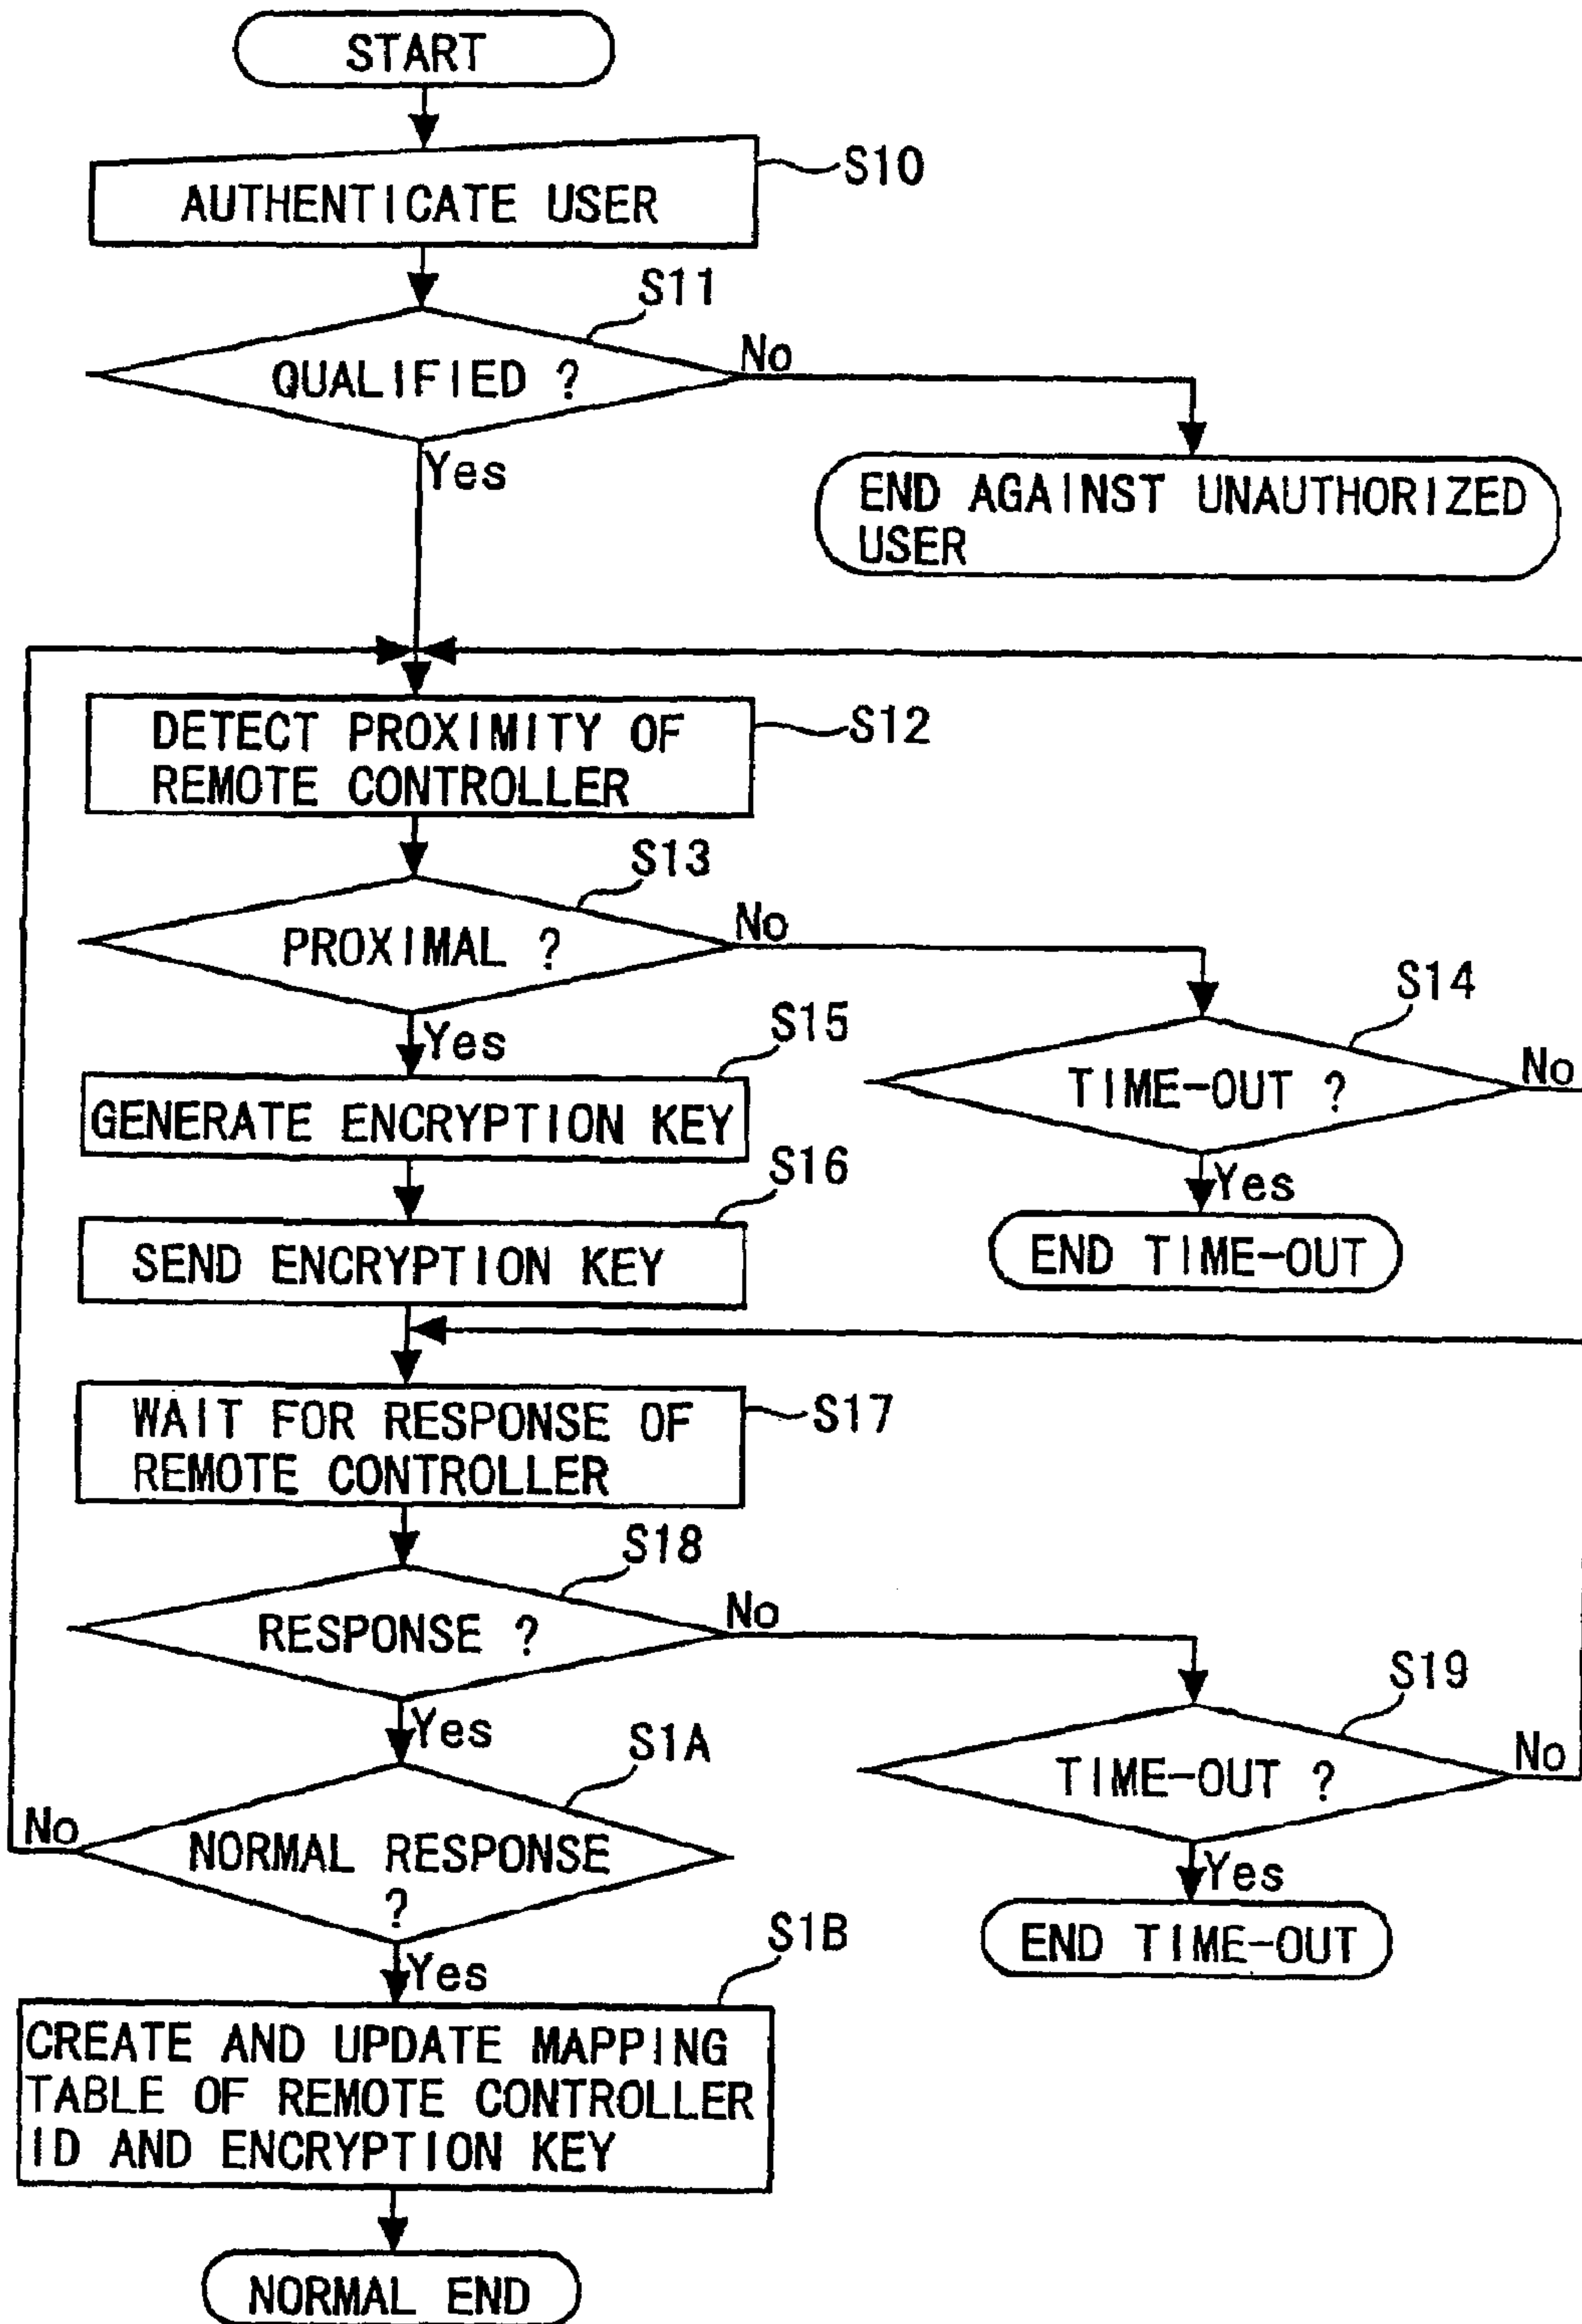 START
AUTHENTICATE USER
S10
S11
QUALIFIED ?
No
Yes
END AGAINST UNAUTHORIZED
USER
DETECT PROXIMITY OF
REMOTE CONTROLLER
S12
S13
PROXIMAL ?
No
Yes
S14
TIME-OUT ?
No
Yes
END TIME-OUT
S15
GENERATE ENCRYPTION KEY
S16
SEND ENCRYPTION KEY
WAIT FOR RESPONSE OF
REMOTE CONTROLLER
S17
S18
RESPONSE ?
No
Yes
S19
TIME-OUT ?
No
Yes
END TIME-OUT
S1A
NORMAL RESPONSE
?
No
Yes
S1B
CREATE AND UPDATE MAPPING
TABLE OF REMOTE CONTROLLER
ID AND ENCRYPTION KEY
NORMAL END